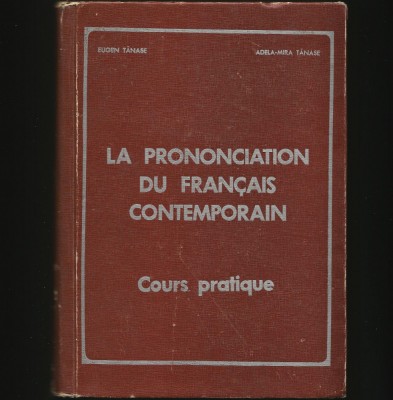 EUGEN TĂNASE
ADELA-MIRA TĂNASE
LA PRONONCIATION
DU FRANÇAIS
CONTEMPORAIN
Cours pratique